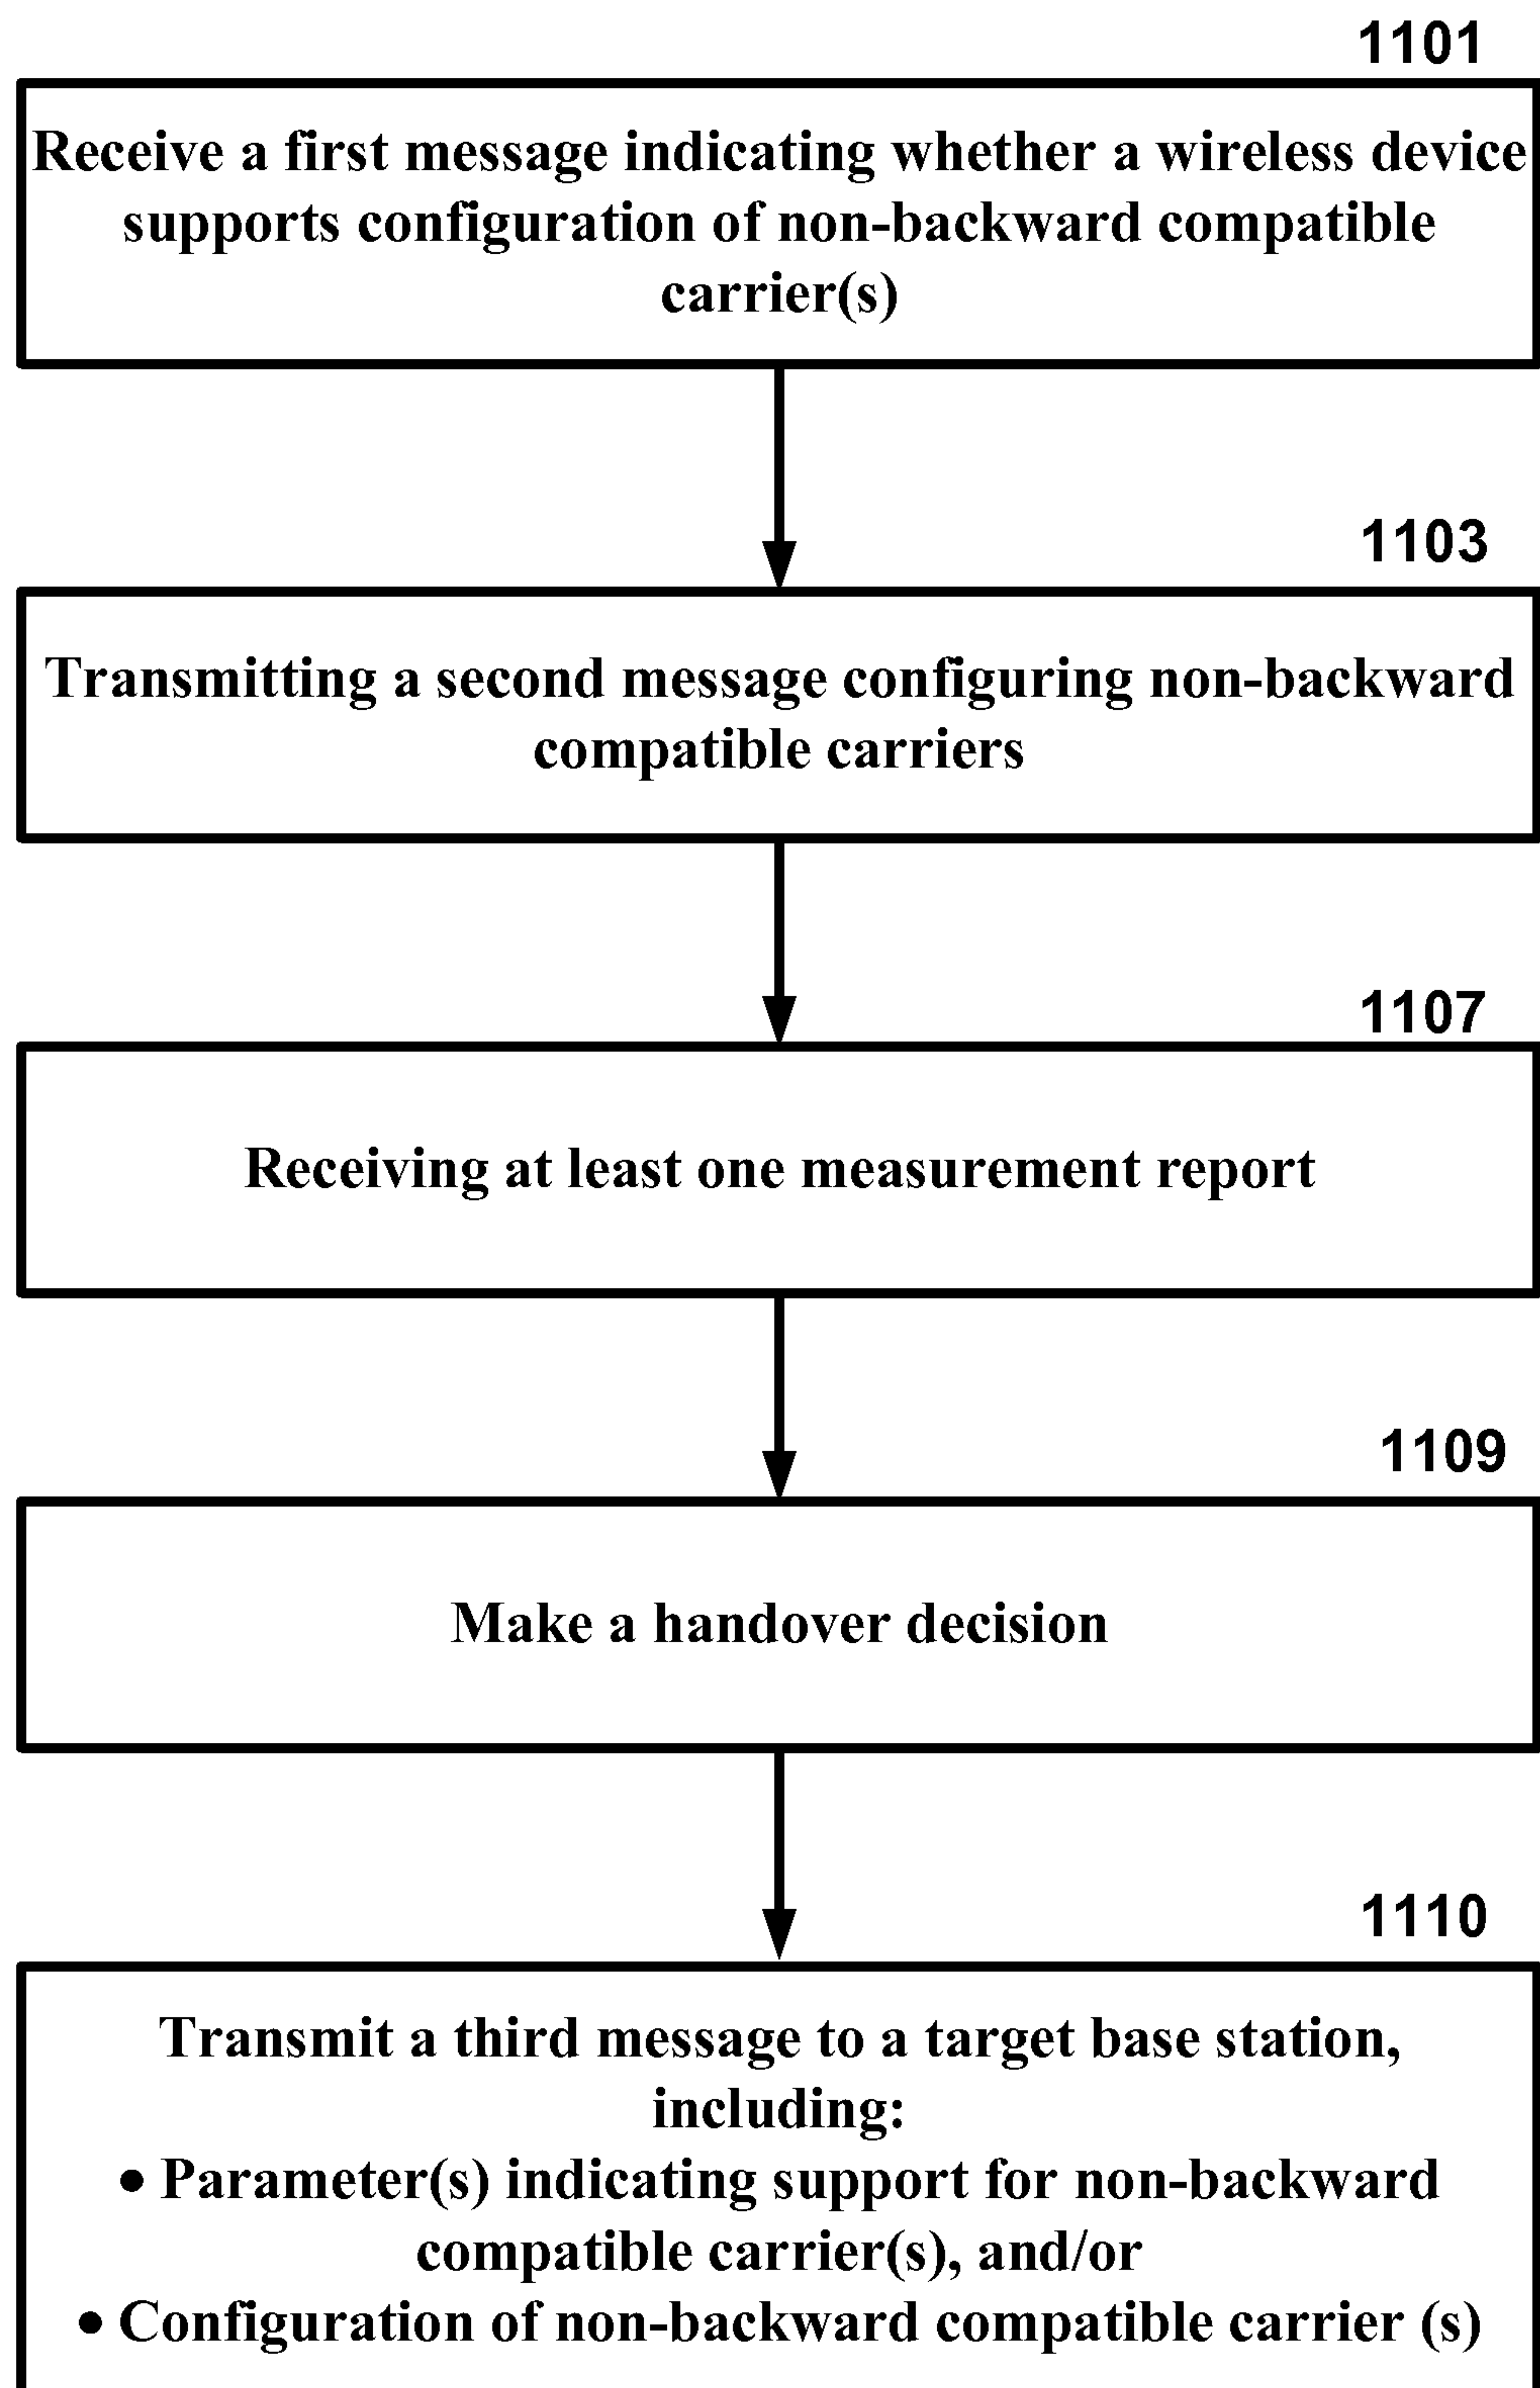 1101
Receive a first message indicating whether a wireless device
supports configuration of non-backward compatible
carrier(s)
1103
Transmitting a second message configuring non-backward
compatible carriers
1107
Receiving at least one measurement report
1109
Make a handover decision
1110
Transmit a third message to a target base station,
including:
• Parameter(s) indicating support for non-backward
compatible carrier(s), and/or
• Configuration of non-backward compatible carrier (s)